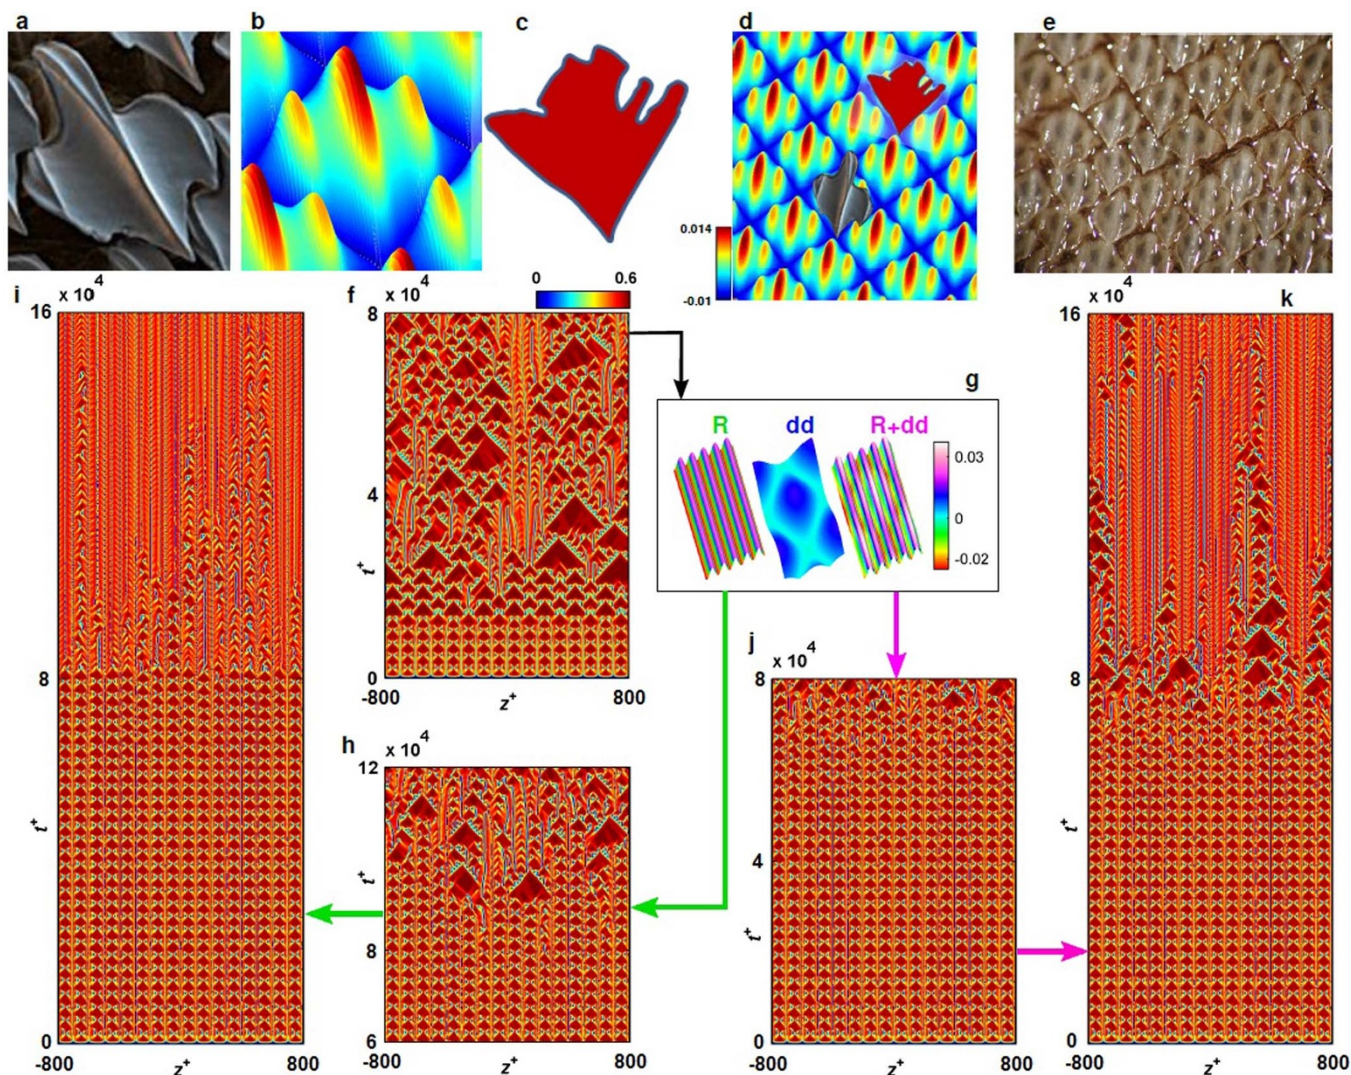 a b c d e
0.014
-0.01
i x 10 4
16
8
0
-800 z+ 800
t+
f x 10 4
0 0.6
8
4
0
-800 z+ 800
t+
g
R dd R+dd
0.03
0
-0.02
h x 10 4
12
8
6
-800 z+ 800
t+
j x 10 4
8
4
0
-800 z+ 800
t+
x 10 4 k
16
8
0
-800 z+ 800
t+